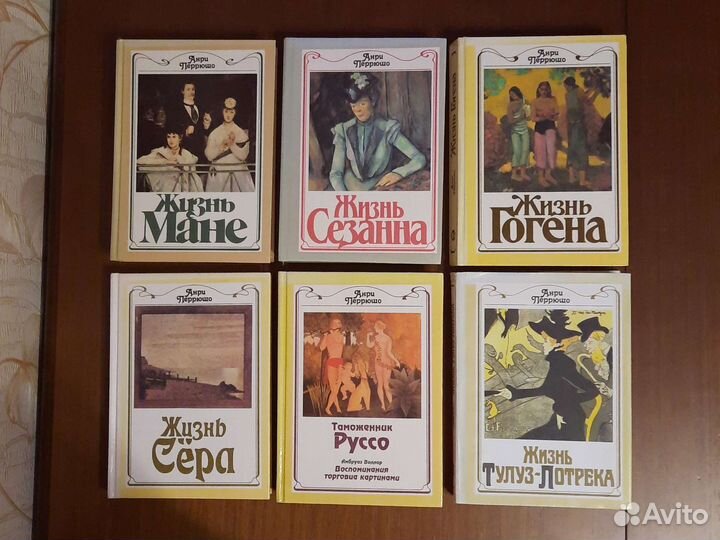 Анри
Перрюшо
Жизнь
Мане
Анри
Перрюшо
Жизнь
Сезанна
Жизнь Гогена
Анри
Перрюшо
Жизнь
Гогена
Анри
Перрюшо
Жизнь
Сёра
Анри
Перрюшо
Таможенник
Руссо
Амбруаз Воллар
Воспоминания
торговца картинами
Анри
Перрюшо
Жизнь
Тулуз-Лотрека
Avito